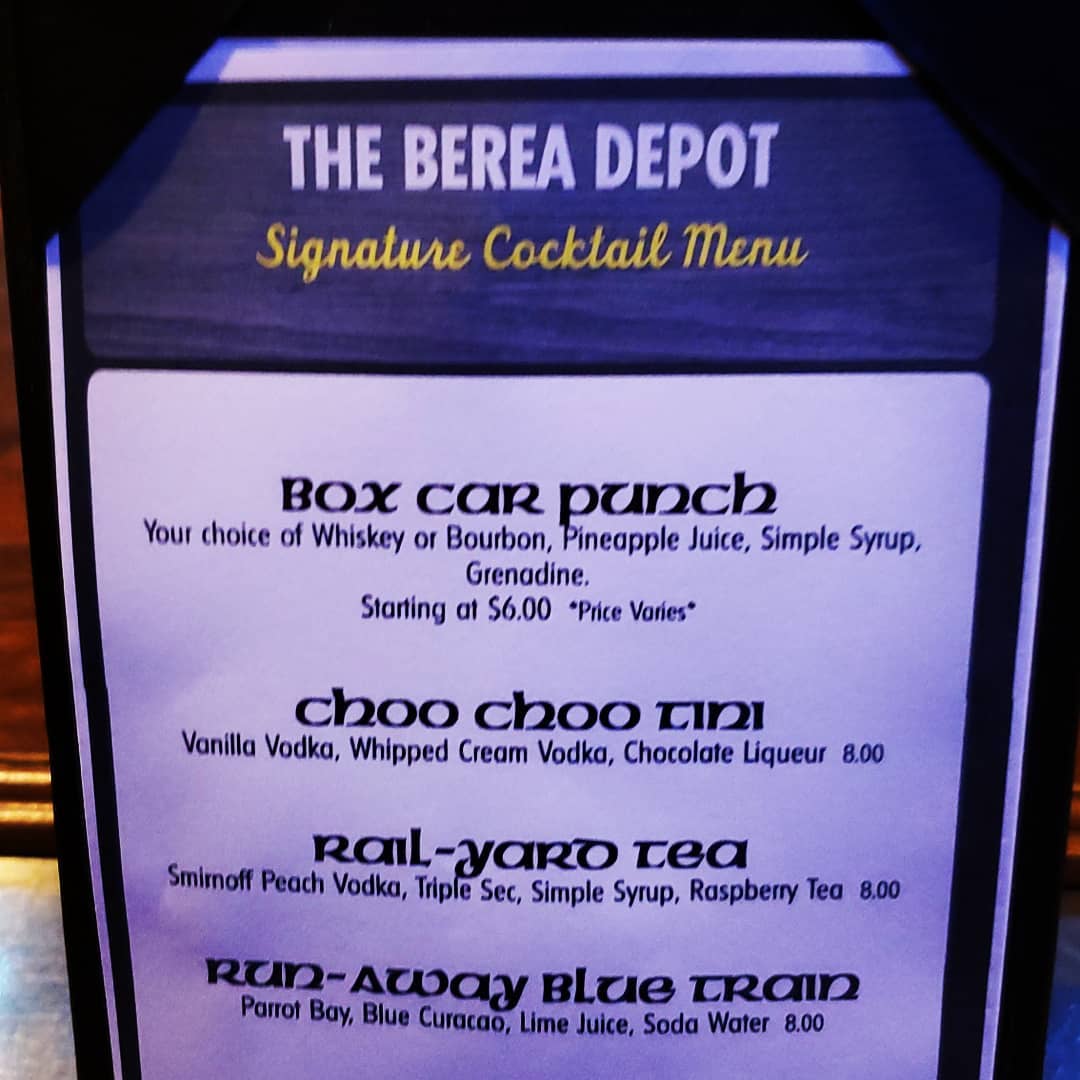 THE BEREA DEPOT
Signature Cocktail Menu
BOX CAR PUNCH
Your choice of Whiskey or Bourbon, Pineapple Juice, Simple Syrup,
Grenadine.
Starting at $6.00 *Price Varies*
CHOO CHOO TINI
Vanilla Vodka, Whipped Cream Vodka, Chocolate Liqueur 8.00
RAIL-YARD TEA
Smirnoff Peach Vodka, Triple Sec, Simple Syrup, Raspberry Tea 8.00
RUN-AWAY BLUE TRAIN
Parrot Bay, Blue Curacao, Lime Juice, Soda Water 8.00